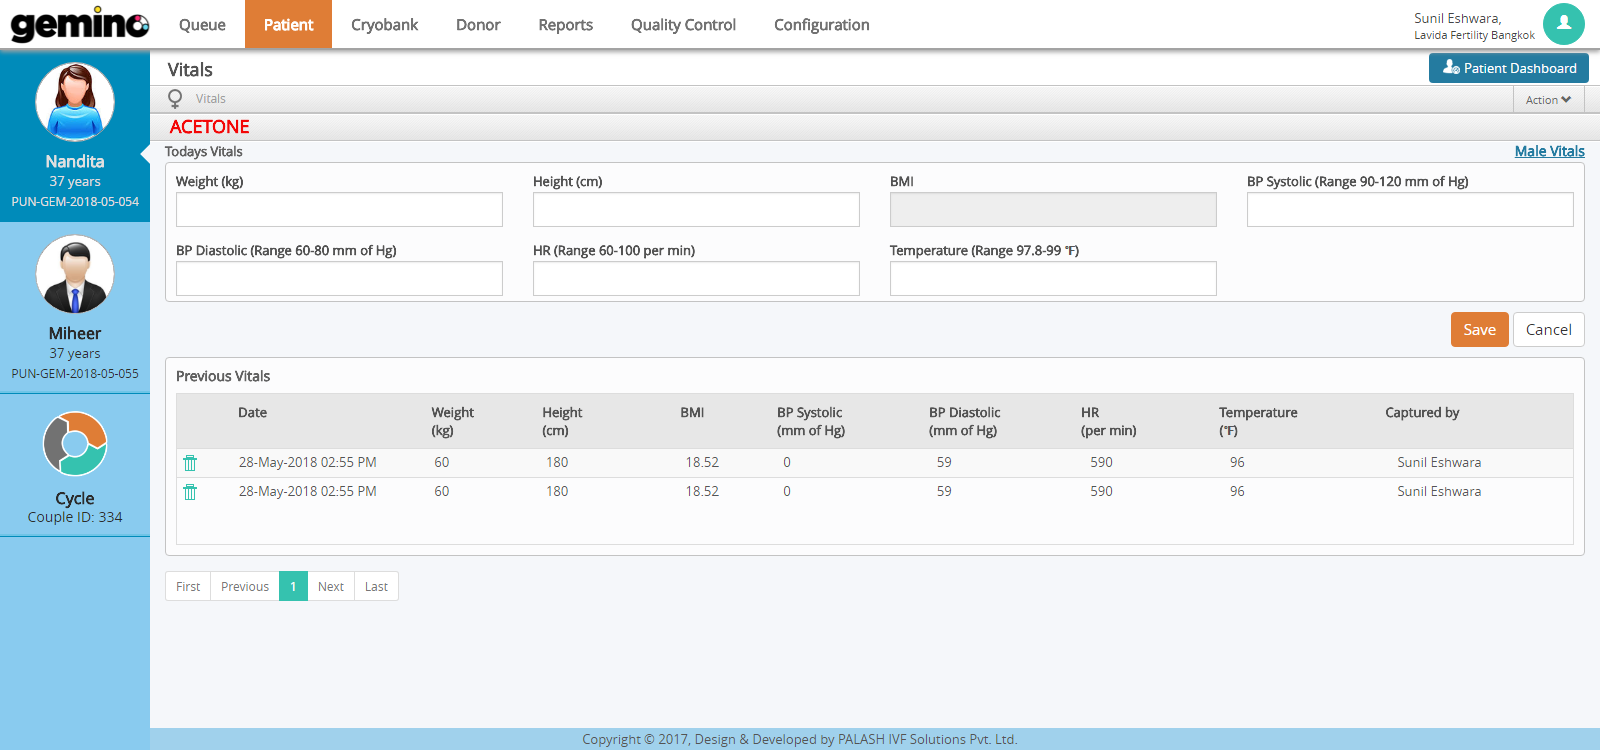 gemino
Queue Patient Cryobank Donor Reports Quality Control Configuration
Sunil Eshwara,
Lavida Fertility Bangkok
Nandita
37 years
PUN-GEM-2018-05-054
Miheer
37 years
PUN-GEM-2018-05-055
Cycle
Couple ID: 334
Vitals
Patient Dashboard
Vitals
Action
ACETONE
Todays Vitals
Male Vitals
Weight (kg) Height (cm) BMI BP Systolic (Range 90-120 mm of Hg)
BP Diastolic (Range 60-80 mm of Hg) HR (Range 60-100 per min) Temperature (Range 97.8-99 °F)
Save Cancel
Previous Vitals
Date Weight (kg) Height (cm) BMI BP Systolic (mm of Hg) BP Diastolic (mm of Hg) HR (per min) Temperature (°F) Captured by
28-May-2018 02:55 PM 60 180 18.52 0 59 590 96 Sunil Eshwara
28-May-2018 02:55 PM 60 180 18.52 0 59 590 96 Sunil Eshwara
First Previous 1 Next Last
Copyright © 2017, Design & Developed by PALASH IVF Solutions Pvt. Ltd.